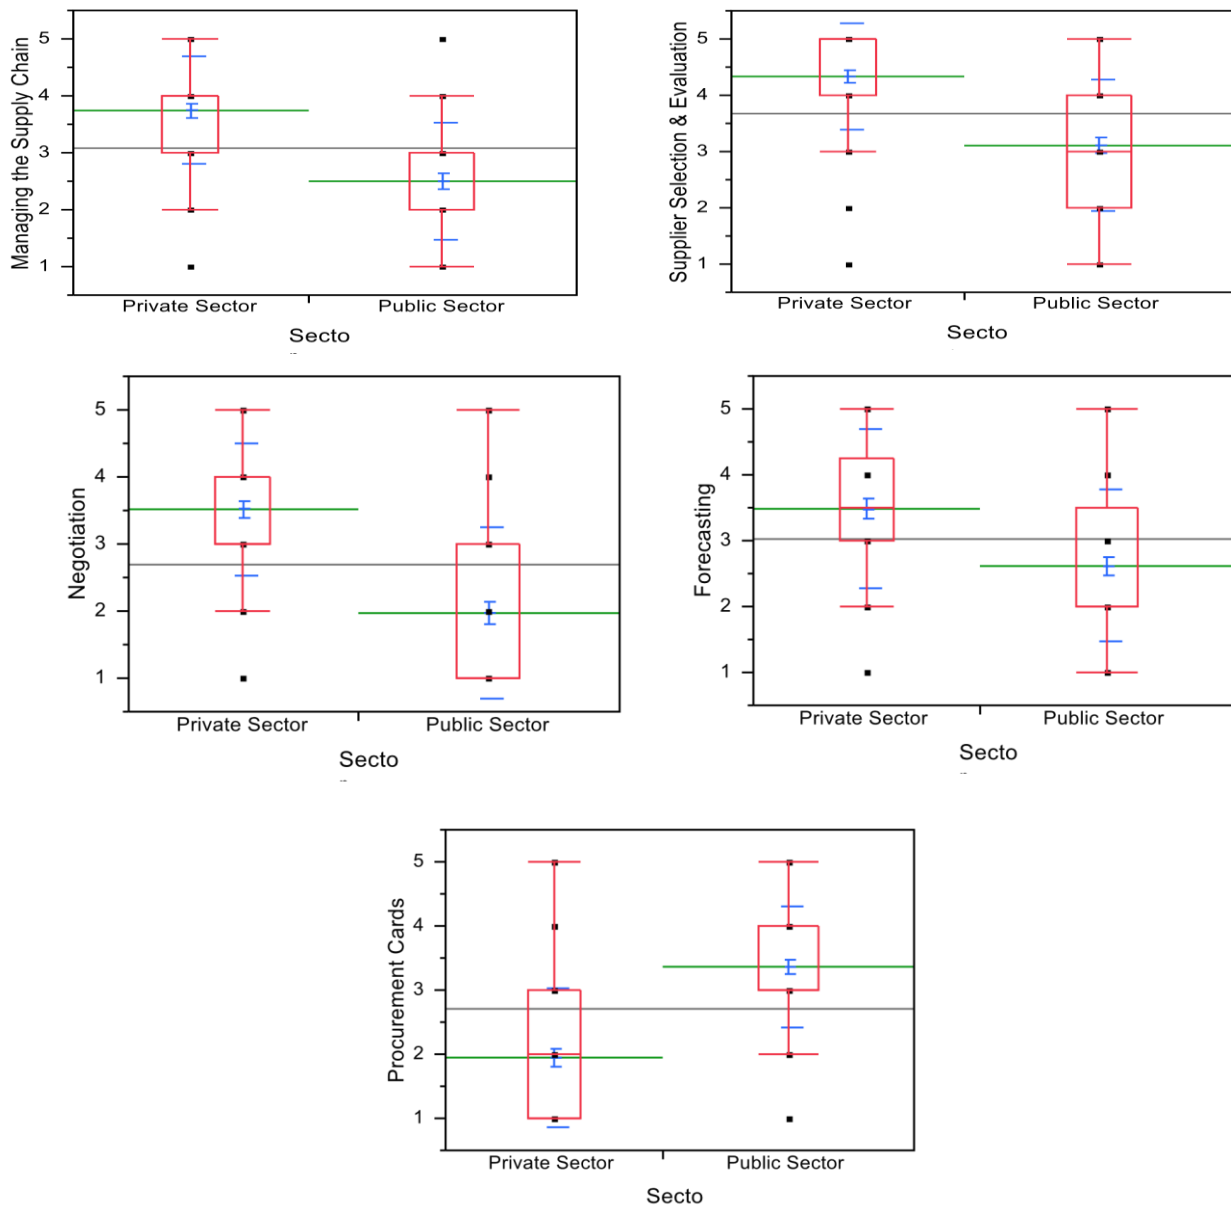 Managing the Supply Chain
5
4
3
2
1
Private Sector
Public Sector
Secto
Supplier Selection & Evaluation
5
4
3
2
1
Private Sector
Public Sector
Secto
Negotiation
5
4
3
2
1
Private Sector
Public Sector
Secto
Forecasting
5
4
3
2
1
Private Sector
Public Sector
Secto
Procurement Cards
5
4
3
2
1
Private Sector
Public Sector
Secto